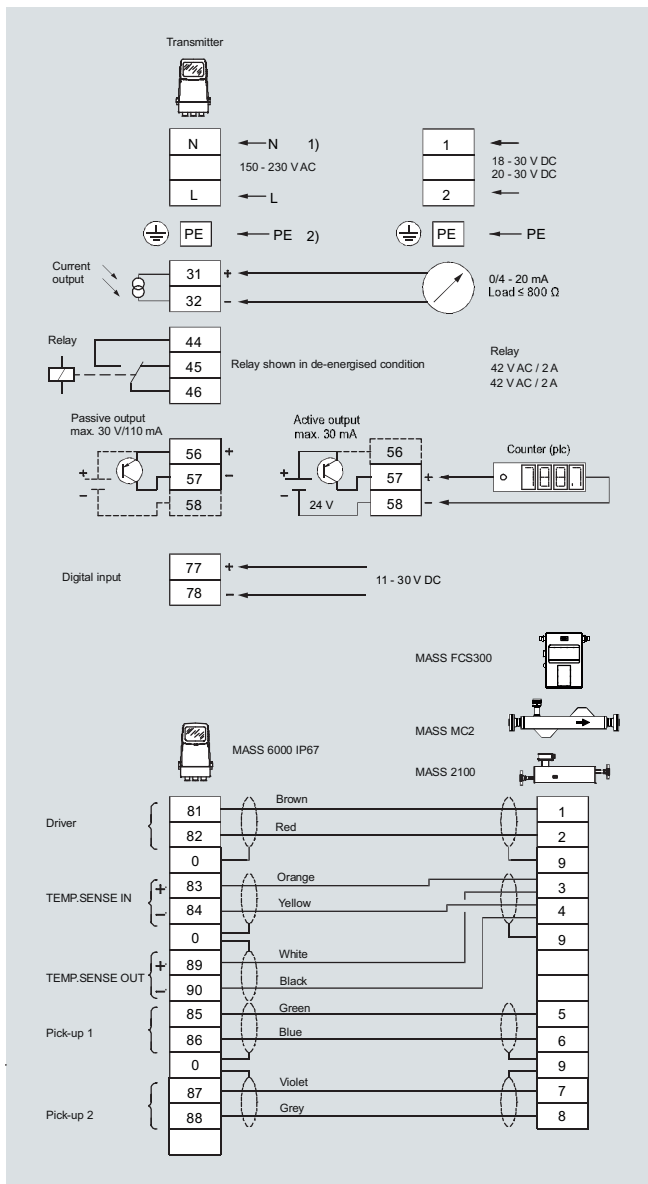 Transmitter
N
N 1)
150 - 230 V AC
L
L
PE
PE 2)
1
18 - 30 V DC
20 - 30 V DC
2
PE
PE
Current
output
31 +
32 -
0/4 - 20 mA
Load ≤ 800 Ω
Relay
44
45
46
Relay shown in de-energised condition
Relay
42 V AC / 2 A
42 V AC / 2 A
Passive output
max. 30 V/110 mA
+
-
56 +
57 -
58
Active output
max. 30 mA
+
-
24 V
56
57 +
58 -
Counter (plc)
Digital input
77 +
78 -
11 - 30 V DC
MASS FCS300
MASS MC2
MASS 2100
MASS 6000 IP67
Driver
81 Brown 1
82 Red 2
0 9
TEMP.SENSE IN
+ 83 Orange 3
- 84 Yellow 4
0 9
TEMP.SENSE OUT
+ 89 White
- 90 Black
Pick-up 1
85 Green 5
86 Blue 6
0 9
Pick-up 2
87 Violet 7
88 Grey 8